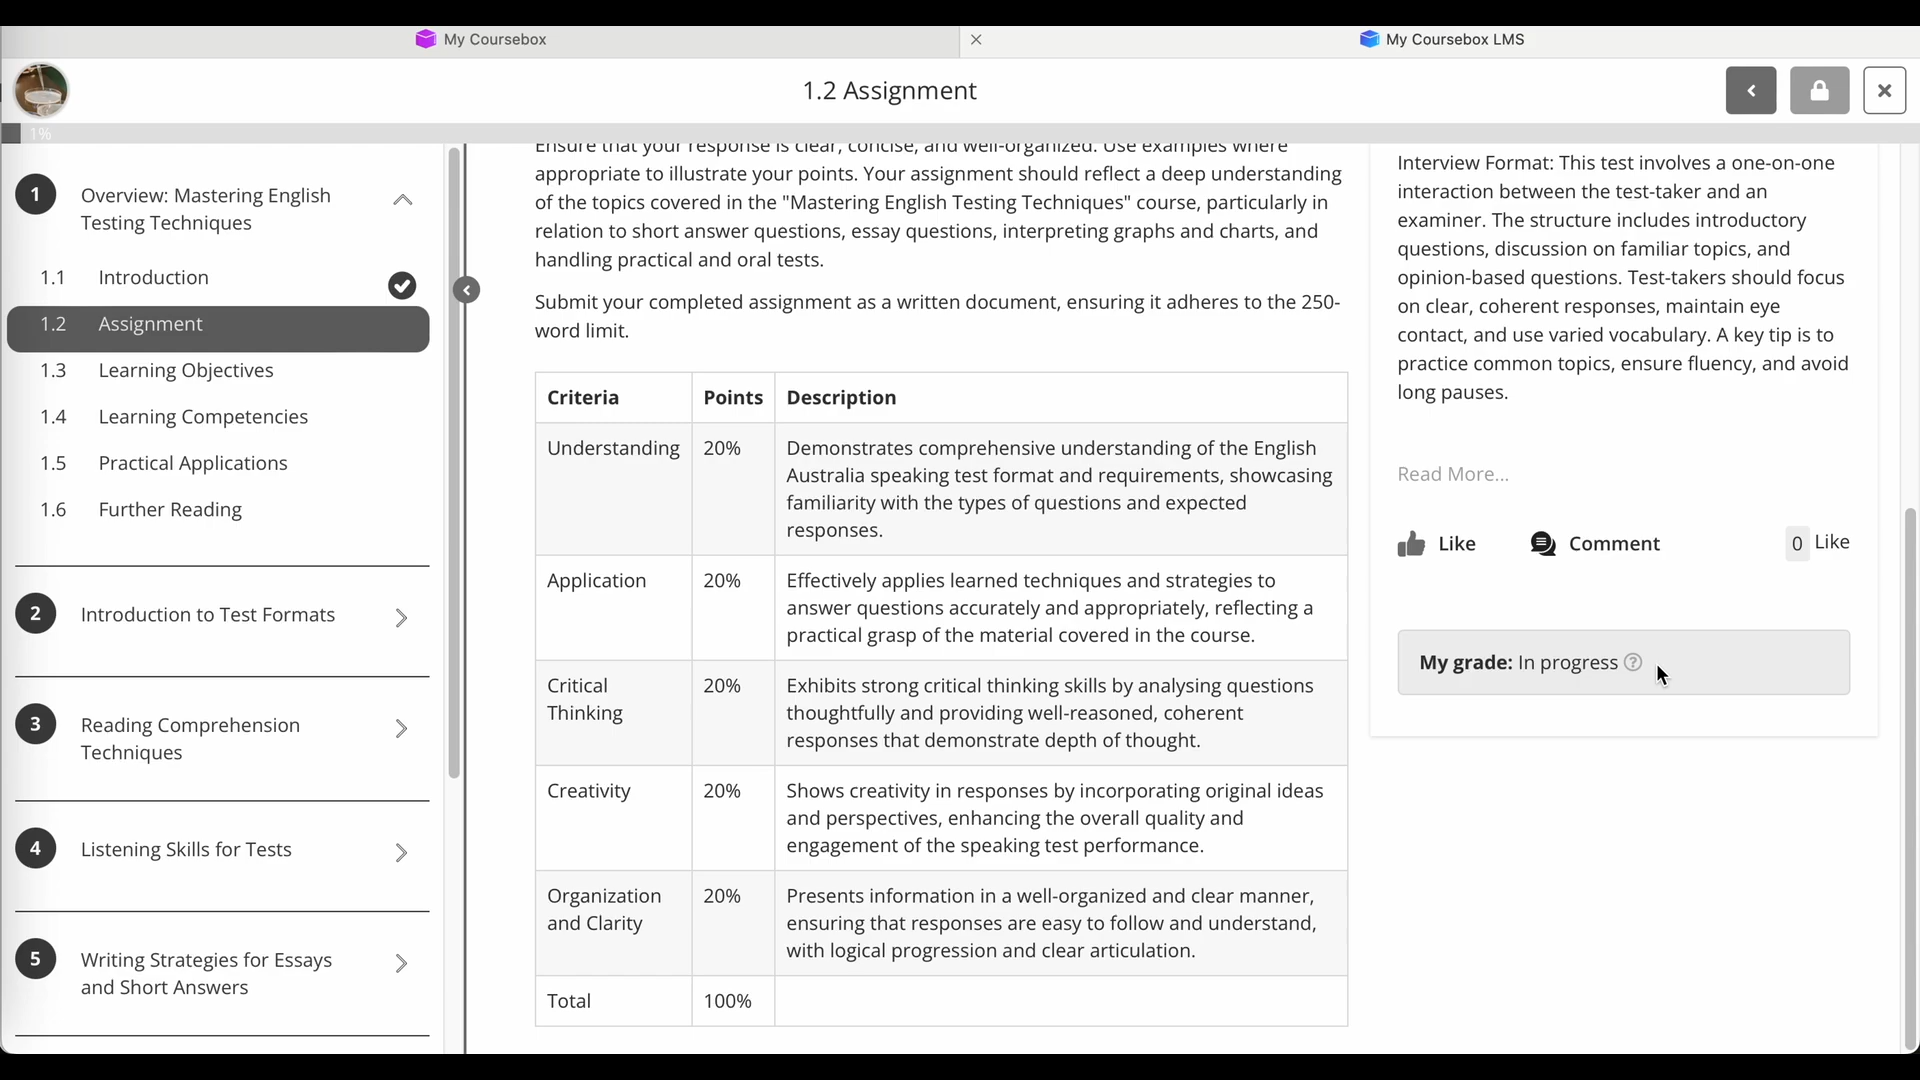 My Coursebox
My Coursebox LMS
1.2 Assignment
1%
1
Overview: Mastering English
Testing Techniques
1.1 Introduction
1.2 Assignment
1.3 Learning Objectives
1.4 Learning Competencies
1.5 Practical Applications
1.6 Further Reading
2
Introduction to Test Formats
3
Reading Comprehension
Techniques
4
Listening Skills for Tests
5
Writing Strategies for Essays
and Short Answers
Ensure that your response is clear, concise, and well-organized. Use examples where
appropriate to illustrate your points. Your assignment should reflect a deep understanding
of the topics covered in the "Mastering English Testing Techniques" course, particularly in
relation to short answer questions, essay questions, interpreting graphs and charts, and
handling practical and oral tests.
Submit your completed assignment as a written document, ensuring it adheres to the 250-
word limit.
Criteria Points Description
Understanding 20% Demonstrates comprehensive understanding of the English
Australia speaking test format and requirements, showcasing
familiarity with the types of questions and expected
responses.
Application 20% Effectively applies learned techniques and strategies to
answer questions accurately and appropriately, reflecting a
practical grasp of the material covered in the course.
Critical 20% Exhibits strong critical thinking skills by analysing questions
Thinking thoughtfully and providing well-reasoned, coherent
responses that demonstrate depth of thought.
Creativity 20% Shows creativity in responses by incorporating original ideas
and perspectives, enhancing the overall quality and
engagement of the speaking test performance.
Organization 20% Presents information in a well-organized and clear manner,
and Clarity ensuring that responses are easy to follow and understand,
with logical progression and clear articulation.
Total 100%
Interview Format: This test involves a one-on-one
interaction between the test-taker and an
examiner. The structure includes introductory
questions, discussion on familiar topics, and
opinion-based questions. Test-takers should focus
on clear, coherent responses, maintain eye
contact, and use varied vocabulary. A key tip is to
practice common topics, ensure fluency, and avoid
long pauses.
Read More...
Like Comment 0 Like
My grade: In progress ?